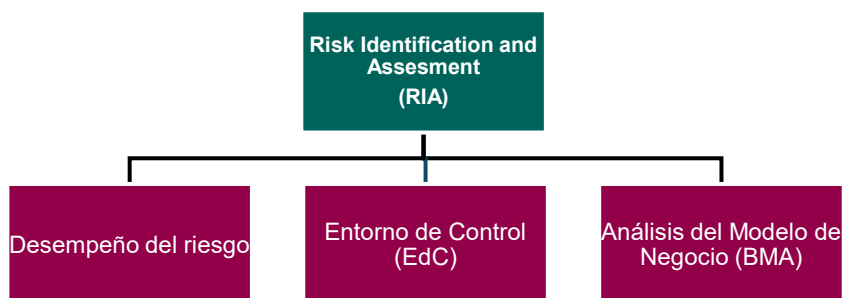 Risk Identification and
Assesment
(RIA)
Desempeño del riesgo
Entorno de Control
(EdC)
Análisis del Modelo de
Negocio (BMA)